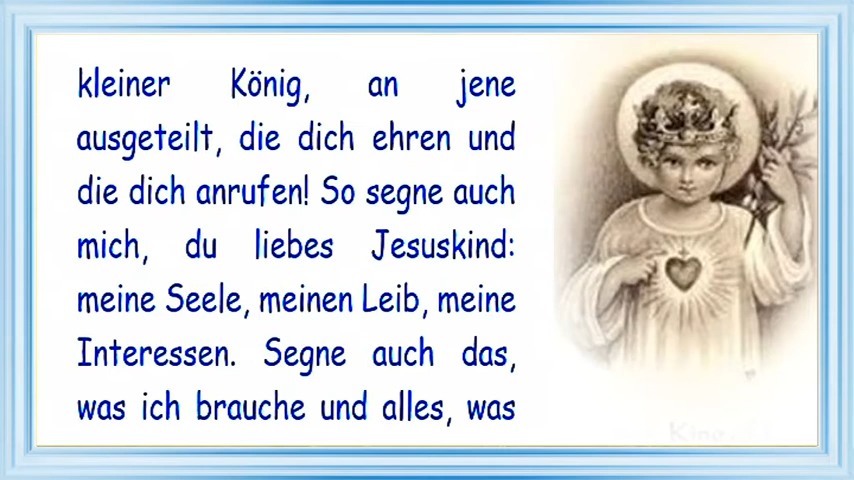 kleiner König, an jene
ausgeteilt, die dich ehren und
die dich anrufen! So segne auch
mich, du liebes Jesuskind:
meine Seele, meinen Leib, meine
Interessen. Segne auch das,
was ich brauche und alles, was